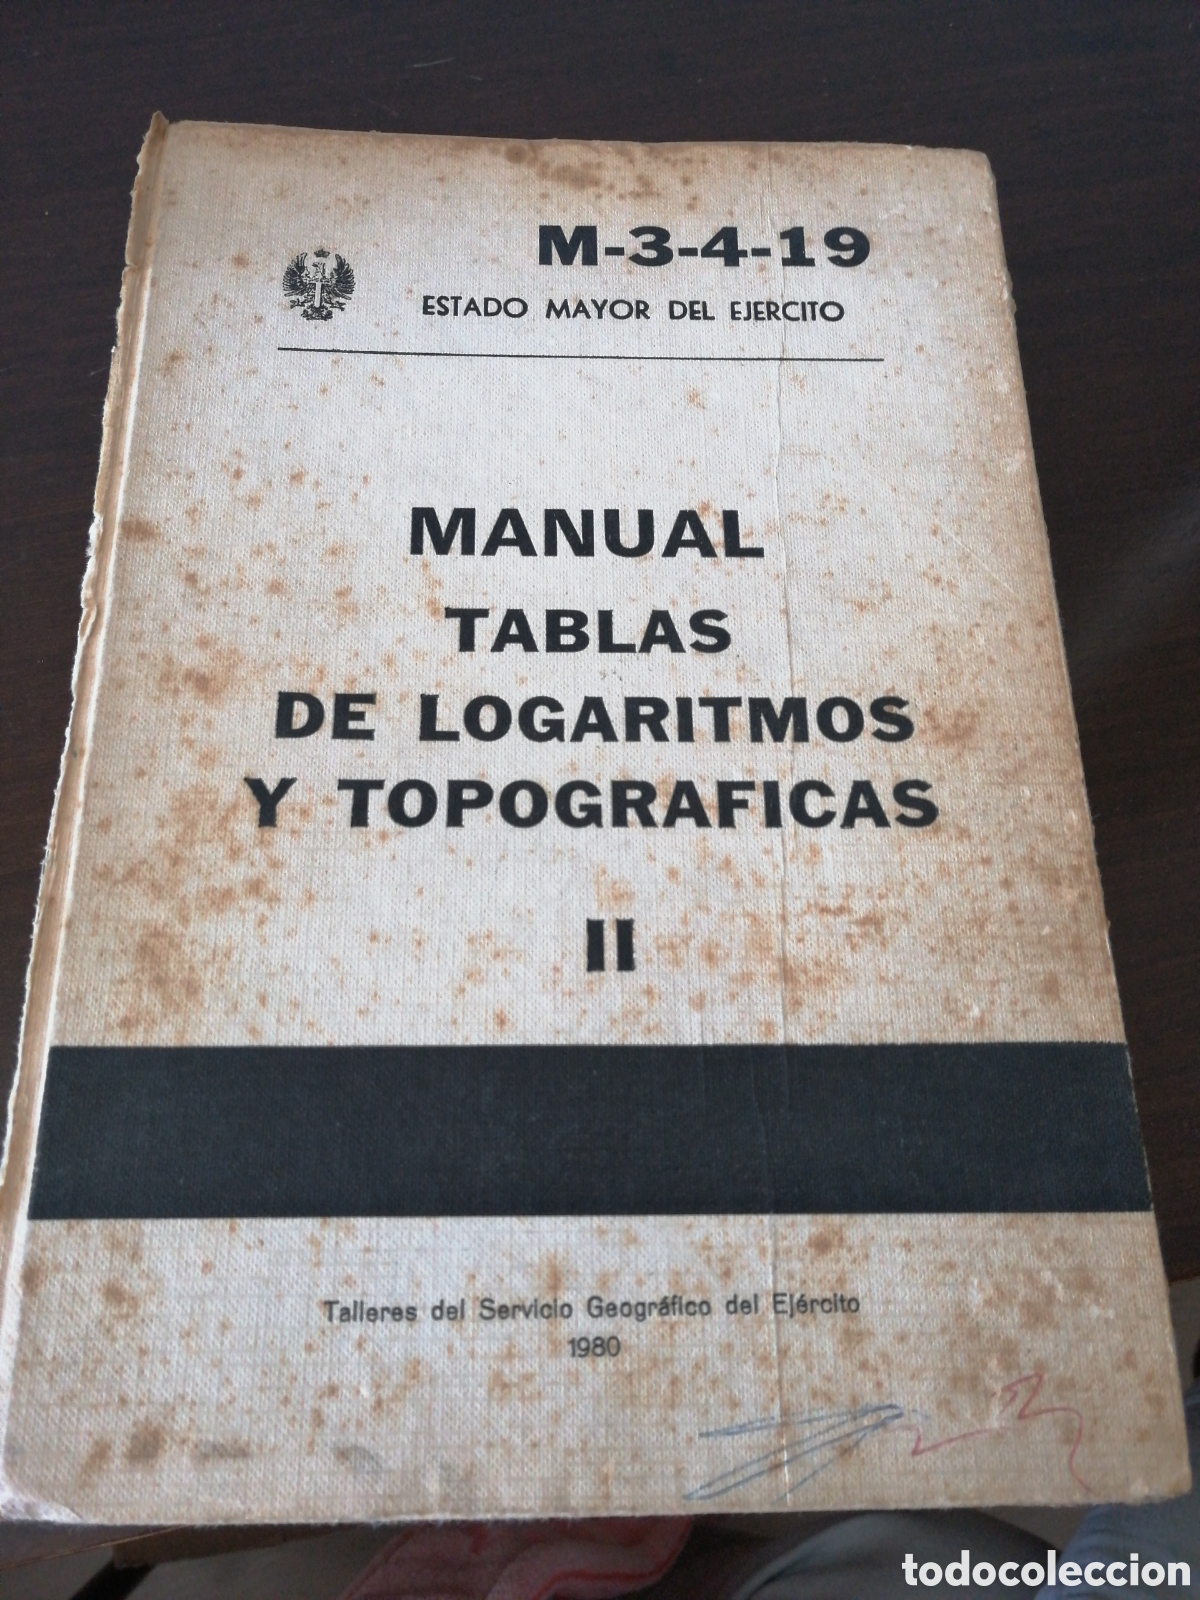 M-3-4-19
ESTADO MAYOR DEL EJERCITO
MANUAL
TABLAS
DE LOGARITMOS
Y TOPOGRAFICAS
II
Talleres del Servicio Geográfico del Ejército
1980
todocoleccion